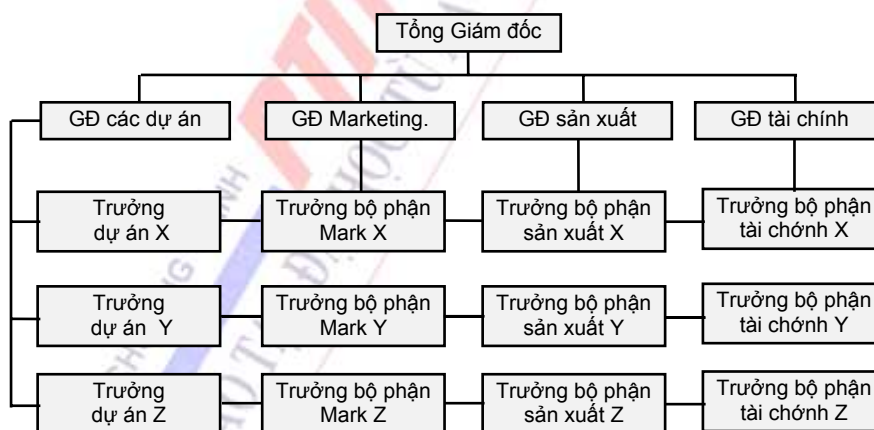 Tổng Giám đốc
GĐ các dự án
GĐ Marketing.
GĐ sản xuất
GĐ tài chính
Trưởng
dự án X
Trưởng bộ phận
Mark X
Trưởng bộ phận
sản xuất X
Trưởng bộ phận
tài chớnh X
Trưởng
dự án Y
Trưởng bộ phận
Mark Y
Trưởng bộ phận
sản xuất Y
Trưởng bộ phận
tài chớnh Y
Trưởng
dự án Z
Trưởng bộ phận
Mark Z
Trưởng bộ phận
sản xuất Z
Trưởng bộ phận
tài chớnh Z